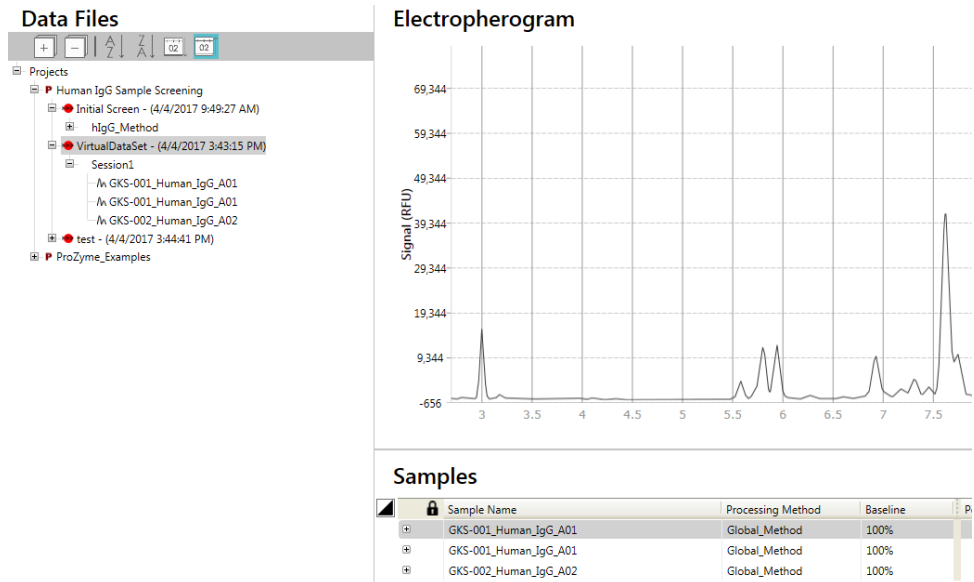 Data Files
A
Z
Z
A
02
02
Projects
P Human IgG Sample Screening
Initial Screen - (4/4/2017 9:49:27 AM)
hIgG_Method
VirtualDataSet - (4/4/2017 3:43:15 PM)
Session1
GKS-001_Human_IgG_A01
GKS-001_Human_IgG_A01
GKS-002_Human_IgG_A02
test - (4/4/2017 3:44:41 PM)
P ProZyme_Examples
Electropherogram
Signal (RFU)
69,344
59,344
49,344
39,344
29,344
19,344
9,344
-656
3 3.5 4 4.5 5 5.5 6 6.5 7 7.5
Samples
Sample Name Processing Method Baseline
GKS-001_Human_IgG_A01 Global_Method 100%
GKS-001_Human_IgG_A01 Global_Method 100%
GKS-002_Human_IgG_A02 Global_Method 100%